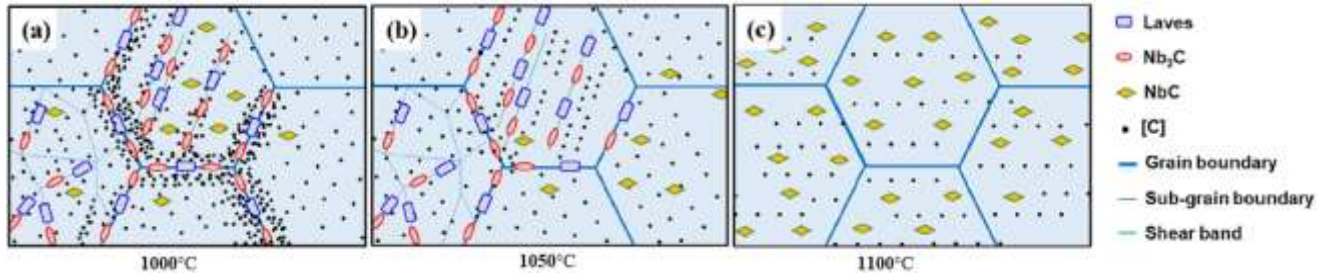 (a)
(b)
(c)
Laves
Nb₂C
NbC
[C]
Grain boundary
Sub-grain boundary
Shear band
1000°C
1050°C
1100°C